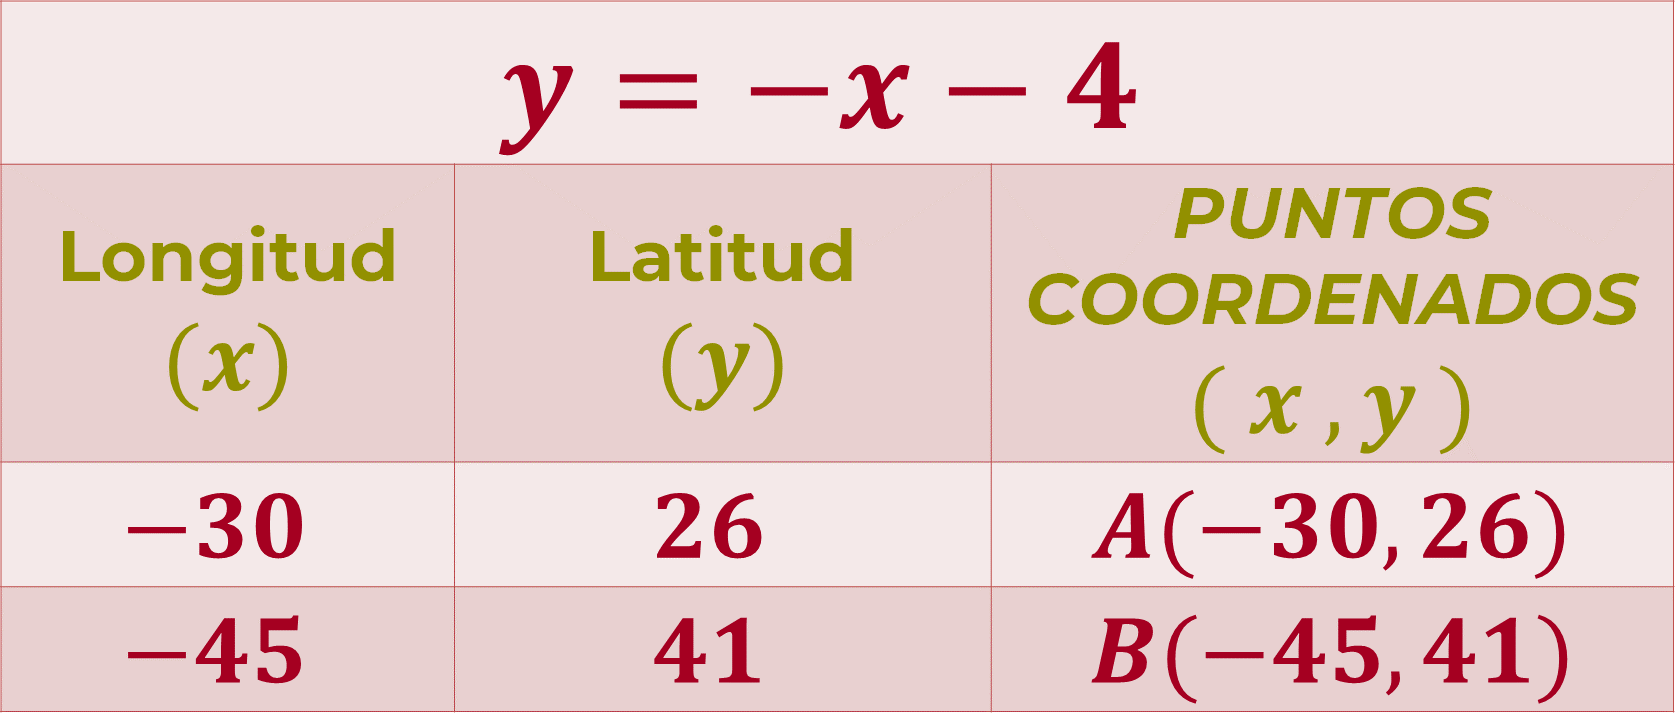 y = −x − 4
Longitud
(x)
Latitud
(y)
PUNTOS
COORDENADOS
( x , y )
−30
26
A(−30, 26)
−45
41
B(−45, 41)